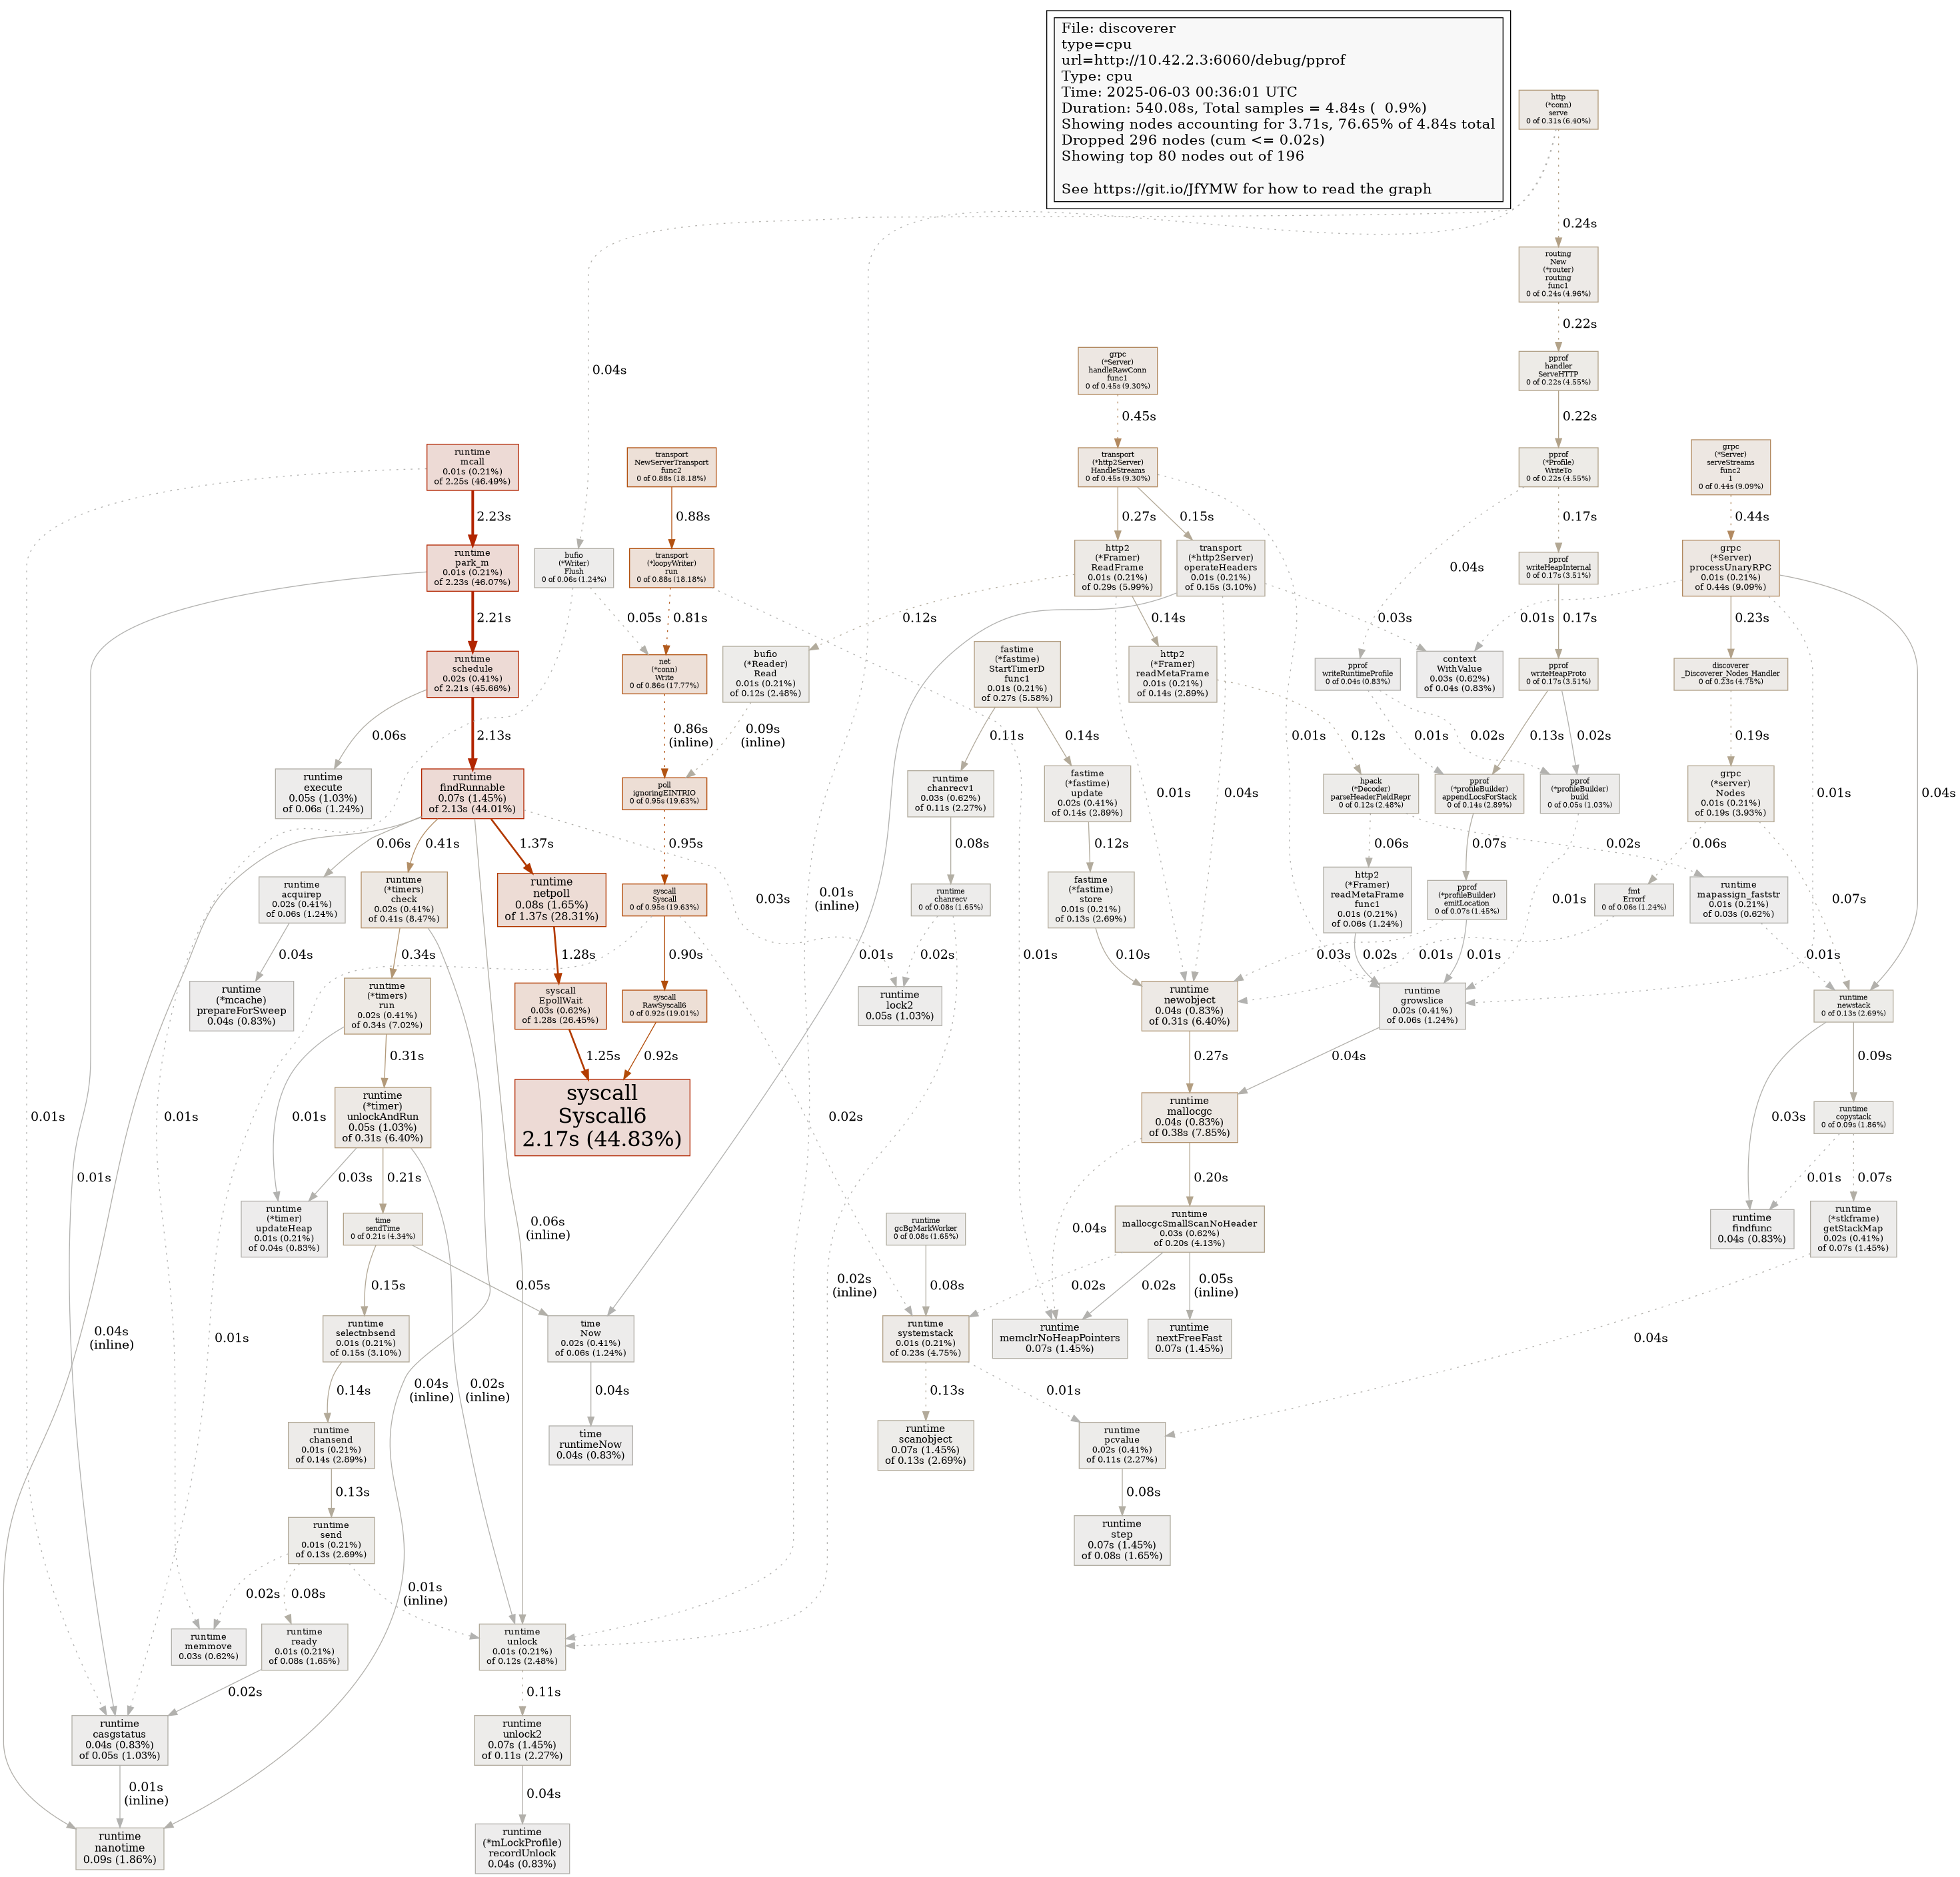 File: discoverer
type=cpu
url=http://10.42.2.3:6060/debug/pprof
Type: cpu
Time: 2025-06-03 00:36:01 UTC
Duration: 540.08s, Total samples = 4.84s (  0.9%)
Showing nodes accounting for 3.71s, 76.65% of 4.84s total
Dropped 296 nodes (cum <= 0.02s)
Showing top 80 nodes out of 196
See https://git.io/JfYMW for how to read the graph
http
(*conn)
serve
0 of 0.31s (6.40%)
0.24s
routing
New
(*router)
routing
func1
0 of 0.24s (4.96%)
0.22s
0.04s
pprof
handler
ServeHTTP
0 of 0.22s (4.55%)
0.22s
grpc
(*Server)
handleRawConn
func1
0 of 0.45s (9.30%)
0.45s
runtime
mcall
0.01s (0.21%)
of 2.25s (46.49%)
2.23s
transport
NewServerTransport
func2
0 of 0.88s (18.18%)
0.88s
transport
(*http2Server)
HandleStreams
0 of 0.45s (9.30%)
0.27s
0.15s
pprof
(*Profile)
WriteTo
0 of 0.22s (4.55%)
0.17s
0.04s
grpc
(*Server)
serveStreams
func2
1
0 of 0.44s (9.09%)
0.44s
runtime
park_m
0.01s (0.21%)
of 2.23s (46.07%)
2.21s
bufio
(*Writer)
Flush
0 of 0.06s (1.24%)
0.05s
transport
(*loopyWriter)
run
0 of 0.88s (18.18%)
0.81s
http2
(*Framer)
ReadFrame
0.01s (0.21%)
of 0.29s (5.99%)
0.12s
0.14s
transport
(*http2Server)
operateHeaders
0.01s (0.21%)
of 0.15s (3.10%)
0.03s
pprof
writeHeapInternal
0 of 0.17s (3.51%)
0.17s
grpc
(*Server)
processUnaryRPC
0.01s (0.21%)
of 0.44s (9.09%)
0.01s
0.23s
runtime
schedule
0.02s (0.41%)
of 2.21s (45.66%)
0.06s
2.13s
net
(*conn)
Write
0 of 0.86s (17.77%)
0.86s
(inline)
bufio
(*Reader)
Read
0.01s (0.21%)
of 0.12s (2.48%)
0.09s
(inline)
fastime
(*fastime)
StartTimerD
func1
0.01s (0.21%)
of 0.27s (5.58%)
0.11s
0.14s
http2
(*Framer)
readMetaFrame
0.01s (0.21%)
of 0.14s (2.89%)
0.12s
0.01s
0.04s
0.01s
pprof
writeRuntimeProfile
0 of 0.04s (0.83%)
0.01s
0.02s
context
WithValue
0.03s (0.62%)
of 0.04s (0.83%)
pprof
writeHeapProto
0 of 0.17s (3.51%)
0.13s
0.02s
discoverer
_Discoverer_Nodes_Handler
0 of 0.23s (4.75%)
0.19s
0.01s
0.04s
runtime
execute
0.05s (1.03%)
of 0.06s (1.24%)
runtime
findRunnable
0.07s (1.45%)
of 2.13s (44.01%)
0.06s
0.41s
1.37s
poll
ignoringEINTRIO
0 of 0.95s (19.63%)
0.95s
runtime
chanrecv1
0.03s (0.62%)
of 0.11s (2.27%)
0.08s
fastime
(*fastime)
update
0.02s (0.41%)
of 0.14s (2.89%)
0.12s
hpack
(*Decoder)
parseHeaderFieldRepr
0 of 0.12s (2.48%)
0.06s
0.02s
pprof
(*profileBuilder)
appendLocsForStack
0 of 0.14s (2.89%)
0.07s
pprof
(*profileBuilder)
build
0 of 0.05s (1.03%)
0.01s
grpc
(*server)
Nodes
0.01s (0.21%)
of 0.19s (3.93%)
0.06s
0.07s
runtime
acquirep
0.02s (0.41%)
of 0.06s (1.24%)
0.04s
runtime
(*timers)
check
0.02s (0.41%)
of 0.41s (8.47%)
0.34s
runtime
netpoll
0.08s (1.65%)
of 1.37s (28.31%)
1.28s
syscall
Syscall
0 of 0.95s (19.63%)
0.90s
0.03s
runtime
chanrecv
0 of 0.08s (1.65%)
0.02s
0.01s
(inline)
fastime
(*fastime)
store
0.01s (0.21%)
of 0.13s (2.69%)
0.10s
http2
(*Framer)
readMetaFrame
func1
0.01s (0.21%)
of 0.06s (1.24%)
0.02s
pprof
(*profileBuilder)
emitLocation
0 of 0.07s (1.45%)
0.03s
0.01s
fmt
Errorf
0 of 0.06s (1.24%)
0.01s
runtime
mapassign_faststr
0.01s (0.21%)
of 0.03s (0.62%)
0.01s
runtime
(*mcache)
prepareForSweep
0.04s (0.83%)
runtime
(*timers)
run
0.02s (0.41%)
of 0.34s (7.02%)
0.31s
syscall
EpollWait
0.03s (0.62%)
of 1.28s (26.45%)
1.25s
syscall
RawSyscall6
0 of 0.92s (19.01%)
0.92s
runtime
lock2
0.05s (1.03%)
0.01s
0.01s
runtime
newobject
0.04s (0.83%)
of 0.31s (6.40%)
0.27s
runtime
growslice
0.02s (0.41%)
of 0.06s (1.24%)
0.04s
runtime
newstack
0 of 0.13s (2.69%)
0.03s
0.09s
0.01s
0.01s
0.01s
0.01s
runtime
(*timer)
unlockAndRun
0.05s (1.03%)
of 0.31s (6.40%)
0.03s
0.21s
syscall
Syscall6
2.17s (44.83%)
0.02s
runtime
mallocgc
0.04s (0.83%)
of 0.38s (7.85%)
0.04s
0.20s
runtime
copystack
0 of 0.09s (1.86%)
0.01s
0.07s
0.01s
runtime
(*timer)
updateHeap
0.01s (0.21%)
of 0.04s (0.83%)
time
sendTime
0 of 0.21s (4.34%)
0.15s
0.05s
0.06s
(inline)
0.02s
(inline)
runtime
gcBgMarkWorker
0 of 0.08s (1.65%)
0.08s
runtime
mallocgcSmallScanNoHeader
0.03s (0.62%)
of 0.20s (4.13%)
0.02s
0.02s
0.05s
(inline)
runtime
findfunc
0.04s (0.83%)
runtime
(*stkframe)
getStackMap
0.02s (0.41%)
of 0.07s (1.45%)
0.04s
0.04s
(inline)
runtime
selectnbsend
0.01s (0.21%)
of 0.15s (3.10%)
0.14s
0.04s
(inline)
0.02s
(inline)
time
Now
0.02s (0.41%)
of 0.06s (1.24%)
0.04s
runtime
systemstack
0.01s (0.21%)
of 0.23s (4.75%)
0.13s
0.01s
runtime
memclrNoHeapPointers
0.07s (1.45%)
runtime
nextFreeFast
0.07s (1.45%)
runtime
chansend
0.01s (0.21%)
of 0.14s (2.89%)
0.13s
time
runtimeNow
0.04s (0.83%)
runtime
scanobject
0.07s (1.45%)
of 0.13s (2.69%)
runtime
pcvalue
0.02s (0.41%)
of 0.11s (2.27%)
0.08s
runtime
send
0.01s (0.21%)
of 0.13s (2.69%)
0.02s
0.08s
0.01s
(inline)
runtime
step
0.07s (1.45%)
of 0.08s (1.65%)
runtime
memmove
0.03s (0.62%)
runtime
ready
0.01s (0.21%)
of 0.08s (1.65%)
0.02s
runtime
unlock
0.01s (0.21%)
of 0.12s (2.48%)
0.11s
runtime
casgstatus
0.04s (0.83%)
of 0.05s (1.03%)
0.01s
(inline)
runtime
unlock2
0.07s (1.45%)
of 0.11s (2.27%)
0.04s
runtime
nanotime
0.09s (1.86%)
runtime
(*mLockProfile)
recordUnlock
0.04s (0.83%)